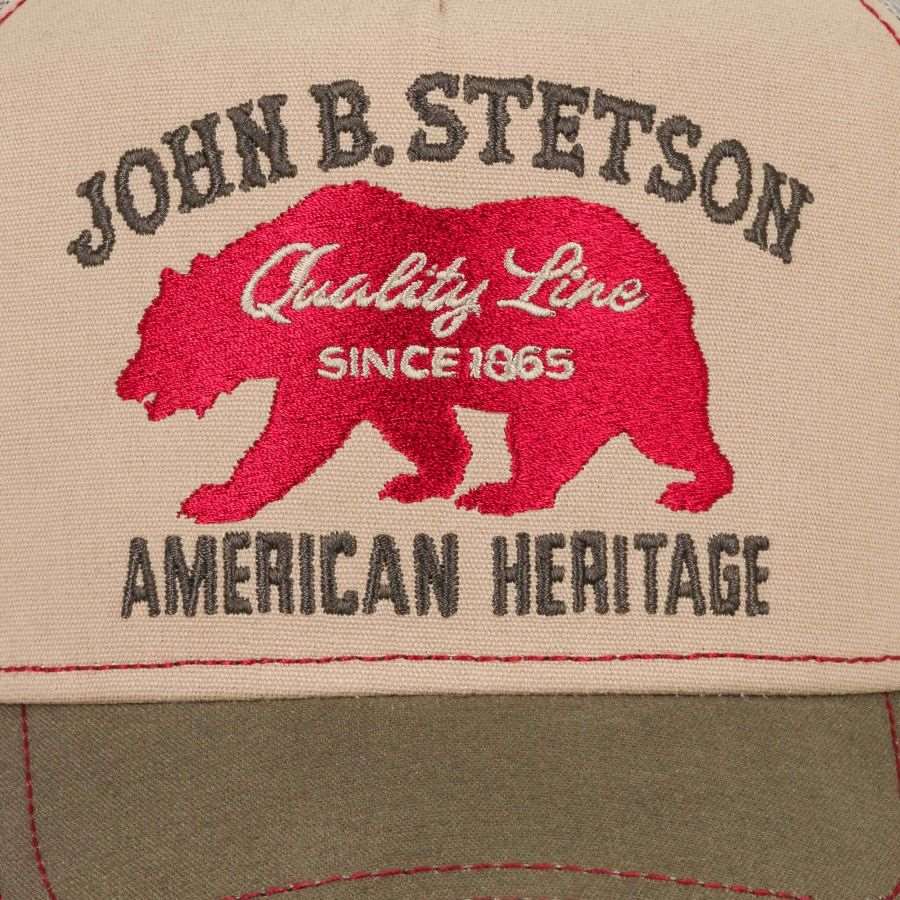 JOHN B. STETSON
Quality Line
SINCE 1865
AMERICAN HERITAGE